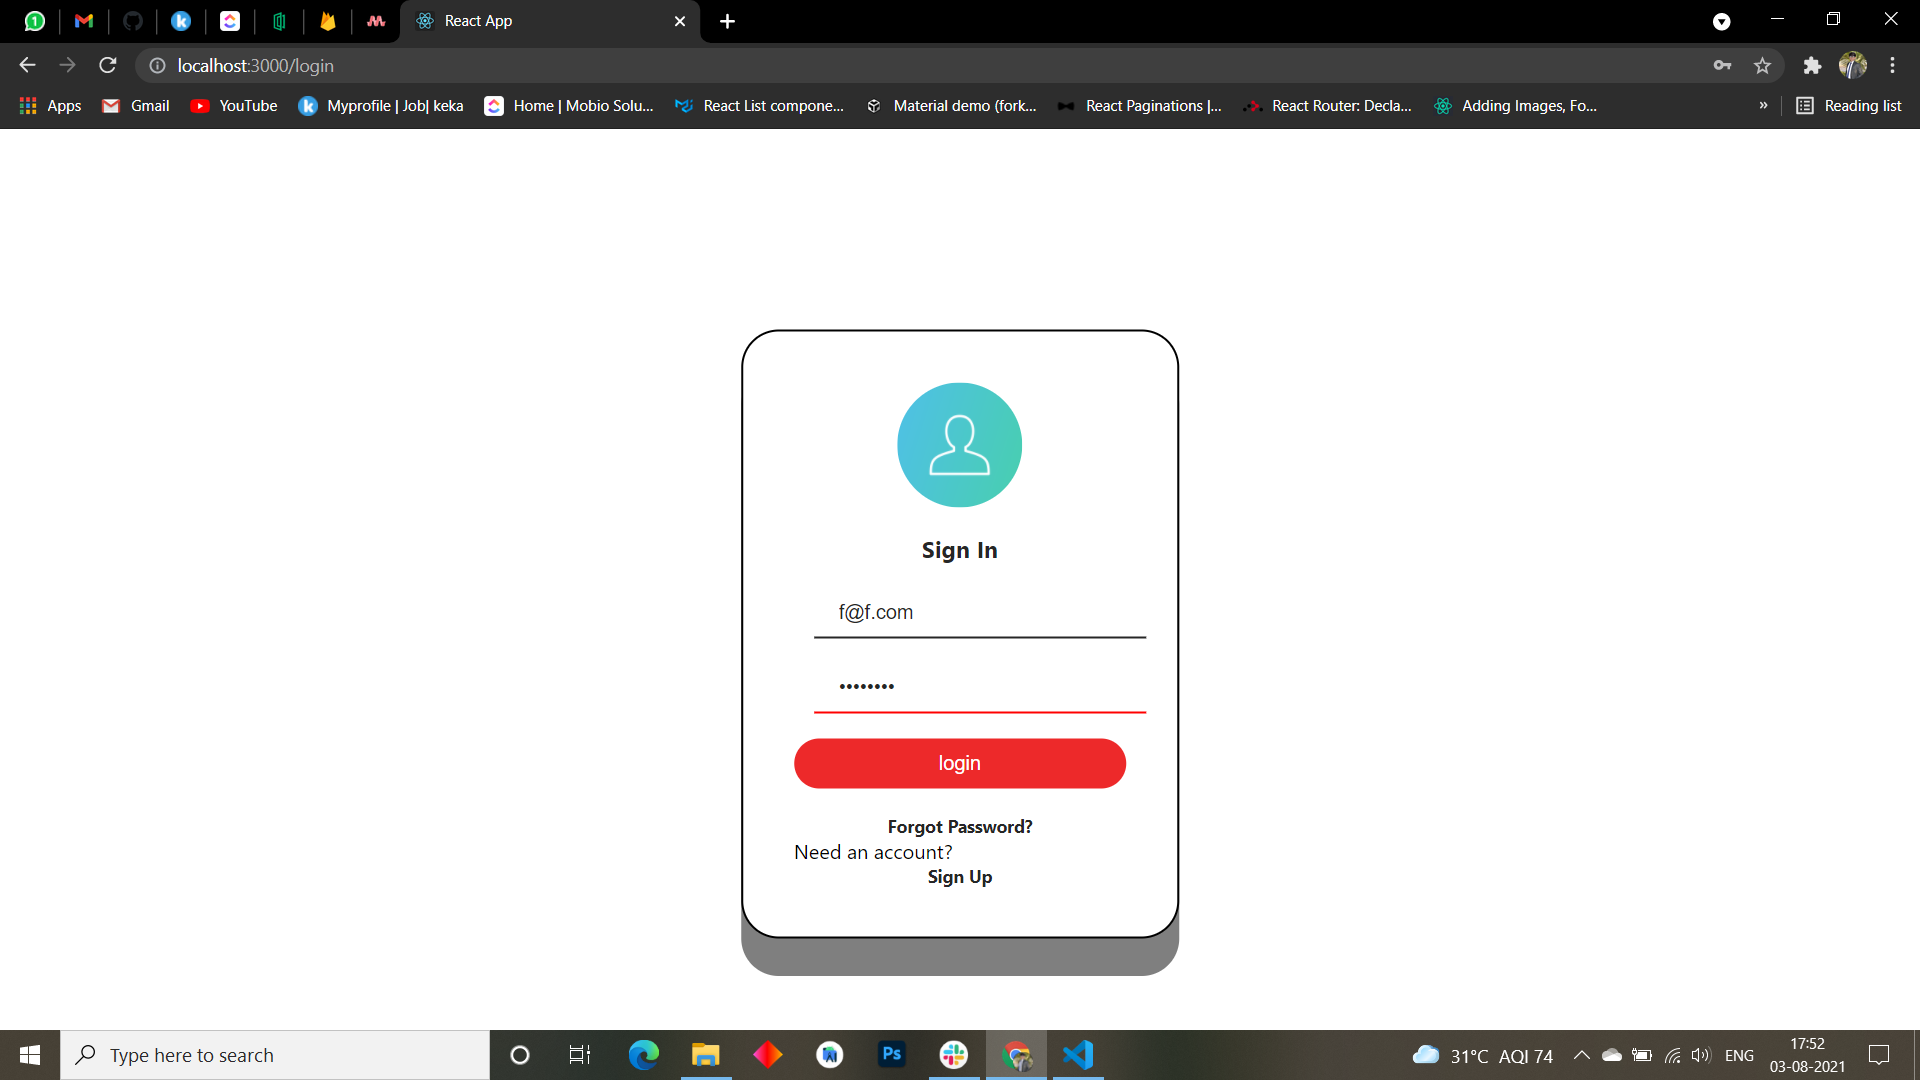 1
React App
localhost:3000/login
Apps Gmail YouTube Myprofile | Job| keka Home | Mobio Solu... React List compone... Material demo (fork... React Paginations |... React Router: Decla... Adding Images, Fo... » Reading list
Sign In
f@f.com
••••••••
login
Forgot Password?
Need an account?
Sign Up
Type here to search
Ps
31°C AQI 74
ENG
17:52
03-08-2021